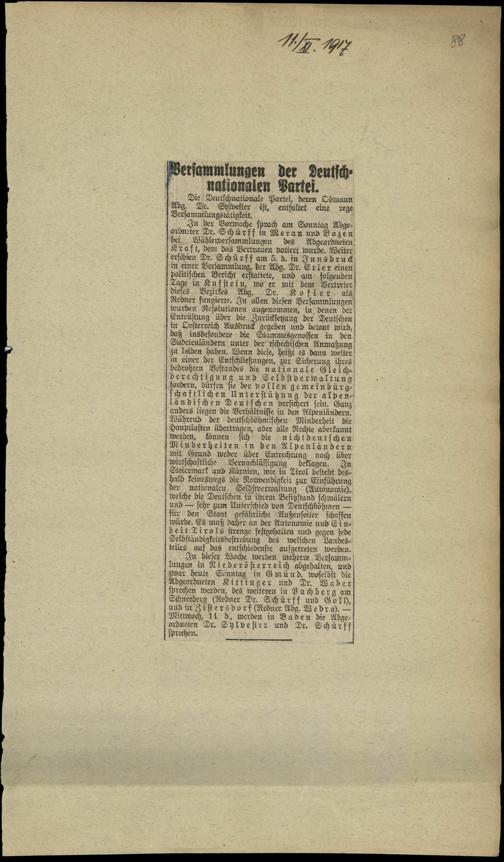 11./XI. 1917
88
Versammlungen der Deutsch-
nationalen Partei.
Die Deutschnationale Partei, deren Obmann
Abg. Dr. Sylvester ist, entfaltet eine rege
Versammlungstätigkeit.
In der Vorwoche sprach am Sonntag Abge-
ordneter Dr. Schürff in Meran und Bozen
bei Wählerversammlungen des Abgeordneten
Kraft, dem das Vertrauen votiert wurde. Weiter
erschien Dr. Schürff am 5. d. in Innsbruck
in einer Versammlung, der Abg. Dr. Erler einen
politischen Bericht erstattete, und am folgenden
Tage in Kufstein, wo er mit dem Vertreter
dieses Bezirkes Abg. Dr. Kofler als
Redner fungierte. In allen diesen Versammlungen
wurden Resolutionen angenommen, in denen der
Entrüstung über die Zurücksetzung der Deutschen
in Oesterreich Ausdruck gegeben und betont wird,
daß insbesondere die Stammesgenossen in den
Sudetenländern unter der tschechischen Anmaßung
zu leiden haben. Wenn diese, heißt es dann weiter
in einer der Entschließungen, zur Sicherung ihres
bedrohten Bestandes die nationale Gleich-
berechtigung und Selbstverwaltung
fordern, dürfen sie der vollen gemeinbürg-
schaftlichen Unterstützung der alpen-
ländischen Deutschen versichert sein. Ganz
anders liegen die Verhältnisse in den Alpenländern.
Während der deutschböhmischen Minderheit die
Hauptlasten übertragen, aber alle Rechte aberkannt
werden, können sich die nichtdeutschen
Minderheiten in den Alpenländern
mit Grund weder über Entrechtung noch über
wirtschaftliche Vernachlässigung beklagen. In
Steiermark und Kärnten, wie in Tirol besteht des-
halb keineswegs die Notwendigkeit zur Einführung
der nationalen Selbstverwaltung (Autonomie),
welche die Deutschen in ihrem Besitzstand schmälern
und — sehr zum Unterschied von Deutschböhmen —
für den Staat gefährliche Außenseiter schaffen
würde. Es muß daher an der Autonomie und Ein-
heit Tirols strenge festgehalten und gegen jede
Selbständigkeitsbestrebung des welschen Landes-
teiles auf das entschiedenste aufgetreten werden.
In dieser Woche werden mehrere Versamm-
lungen in Niederösterreich abgehalten, und
zwar heute Sonntag in Gmünd, woselbst die
Abgeordneten Kittinger und Dr. Waber
sprechen werden, des weiteren in Puchberg am
Schneeberg (Redner Dr. Schürff und Goll),
und in Zistersdorf (Redner Abg. Wedra). —
Mittwoch, 14 d., werden in Baden die Abge-
ordneten Dr. Sylvester und Dr. Schürff
sprechen.